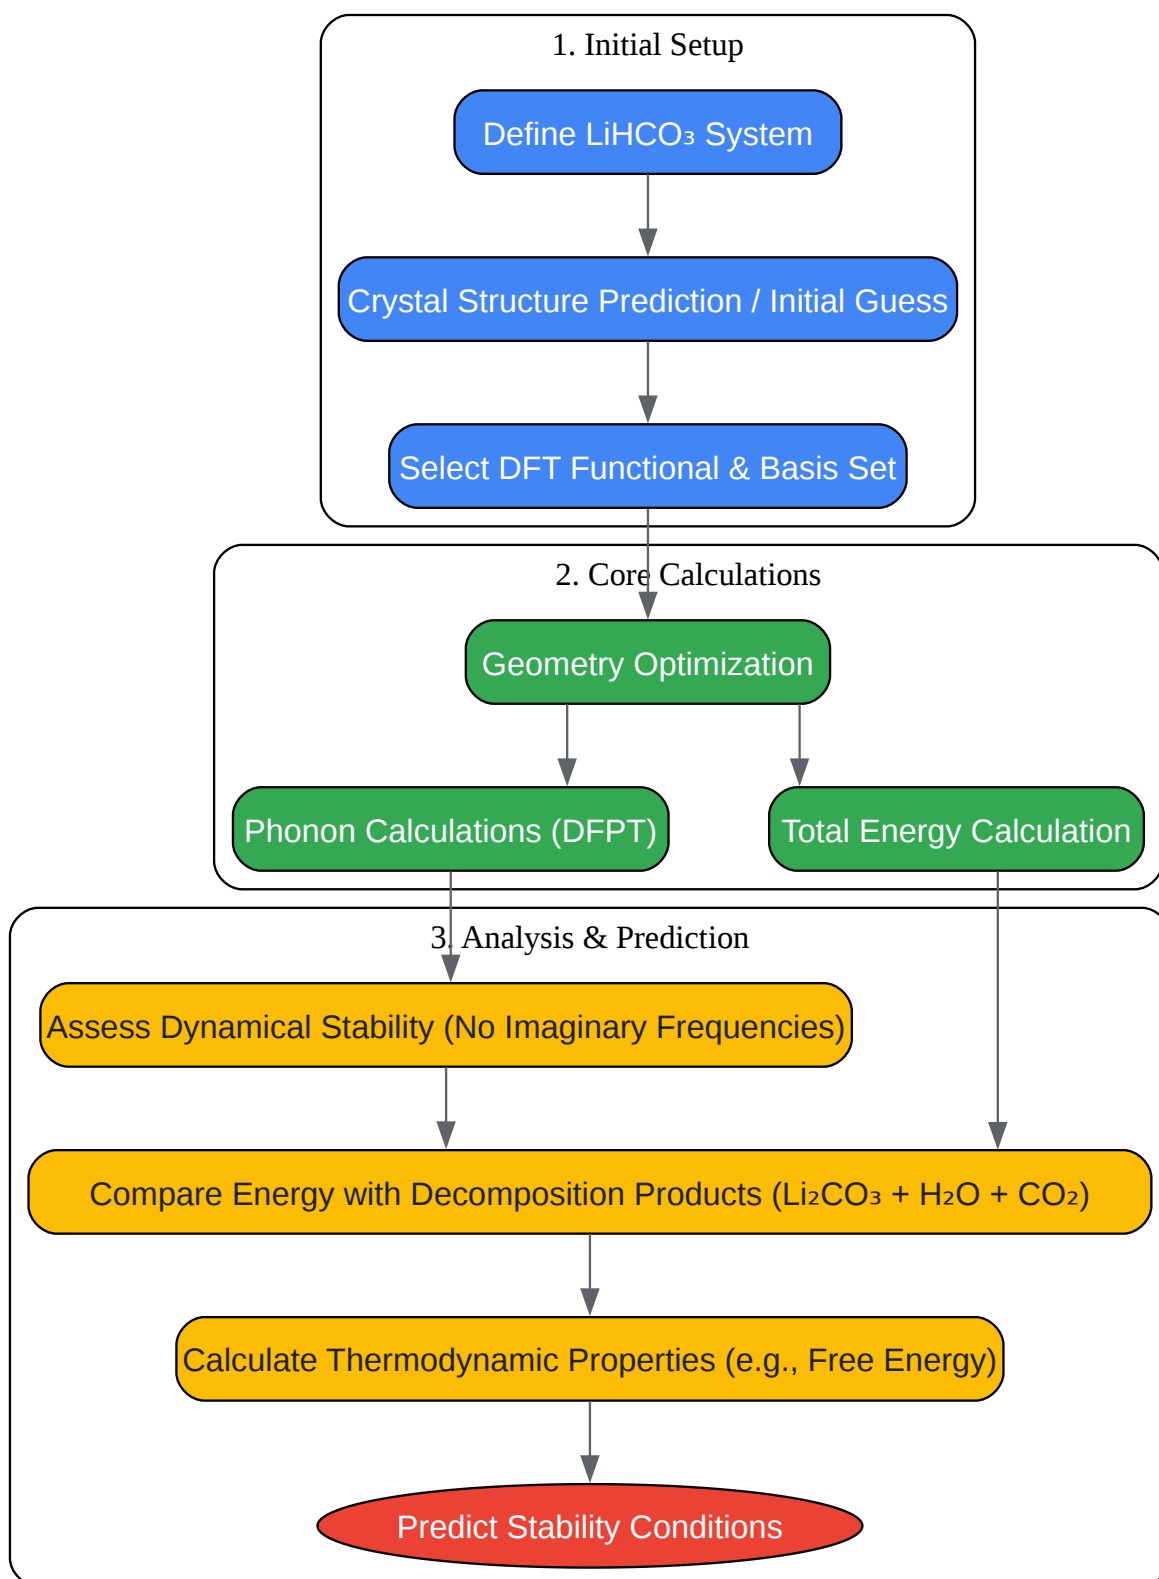 1. Initial Setup
Define LiHCO₃ System
Crystal Structure Prediction / Initial Guess
Select DFT Functional & Basis Set
2. Core Calculations
Geometry Optimization
Phonon Calculations (DFPT)
Total Energy Calculation
3. Analysis & Prediction
Assess Dynamical Stability (No Imaginary Frequencies)
Compare Energy with Decomposition Products (Li₂CO₃ + H₂O + CO₂)
Calculate Thermodynamic Properties (e.g., Free Energy)
Predict Stability Conditions